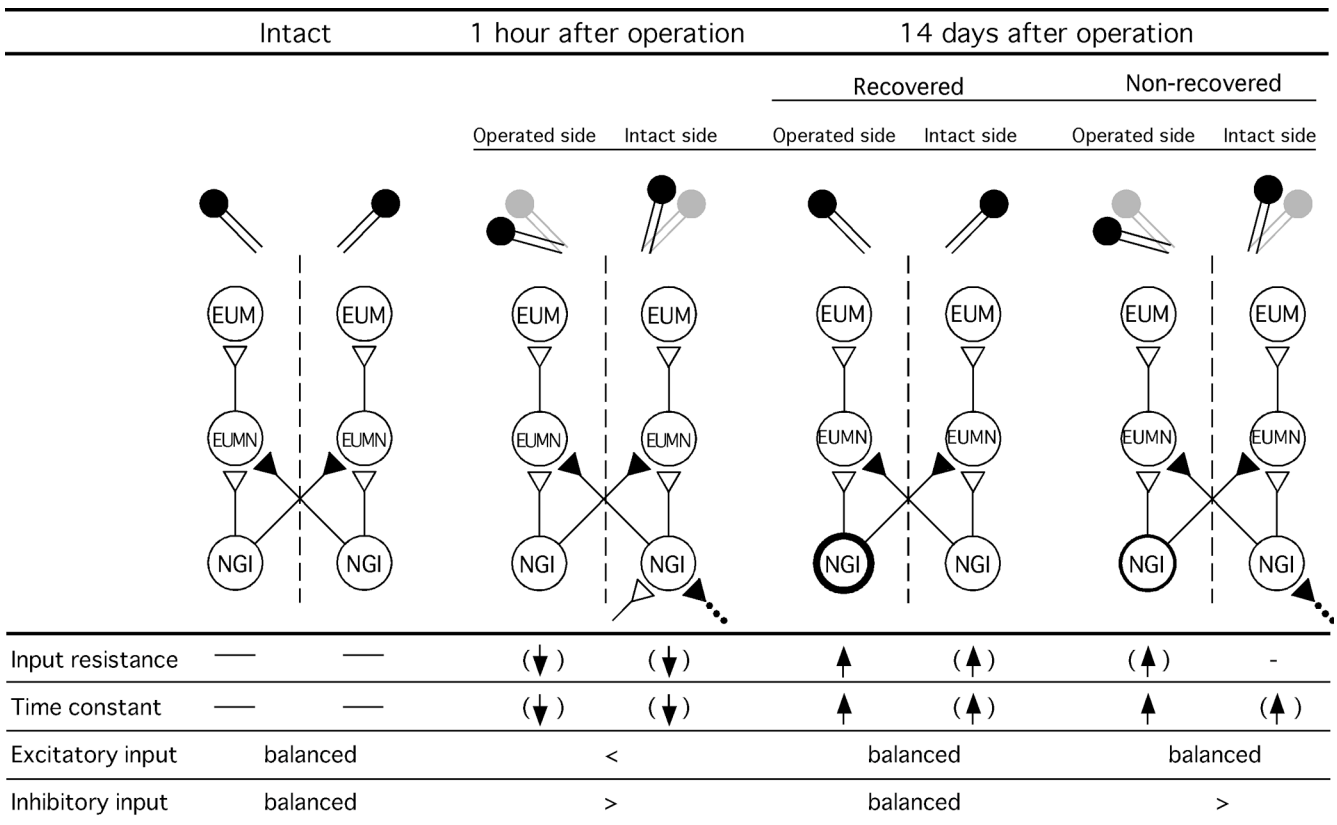 Intact 1 hour after operation 14 days after operation
Recovered Non-recovered
Operated side Intact side Operated side Intact side Operated side Intact side
EUM EUM EUM EUM EUM EUM EUM EUM
EUMN EUMN EUMN EUMN EUMN EUMN EUMN EUMN
NGI NGI NGI NGI NGI NGI NGI NGI
Input resistance — — (↓) (↓) ↑ (↑) (↑) -
Time constant — — (↓) (↓) ↑ (↑) ↑ (↑)
Excitatory input balanced < balanced balanced
Inhibitory input balanced > balanced >